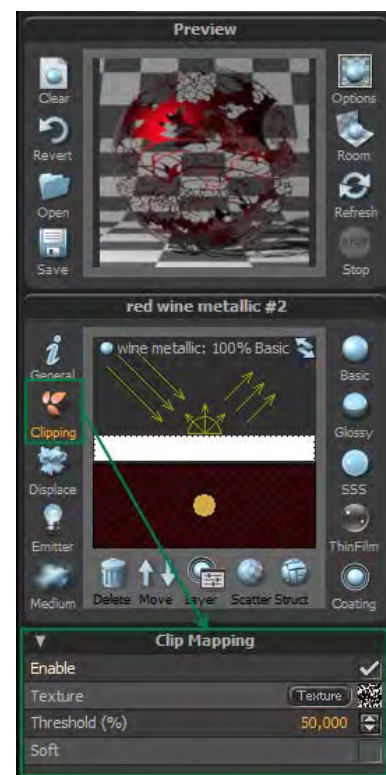 Preview
Clear
Options
Revert
Room
Open
Refresh
Save
STOP
Stop
red wine metallic #2
wine metallic: 100% Basic
General
Basic
Clipping
Glossy
Displace
SSS
Emitter
ThinFilm
Medium
Delete Move Layer Scatter Struct
Coating
Clip Mapping
Enable
Texture Texture
Threshold (%) 50,000
Soft